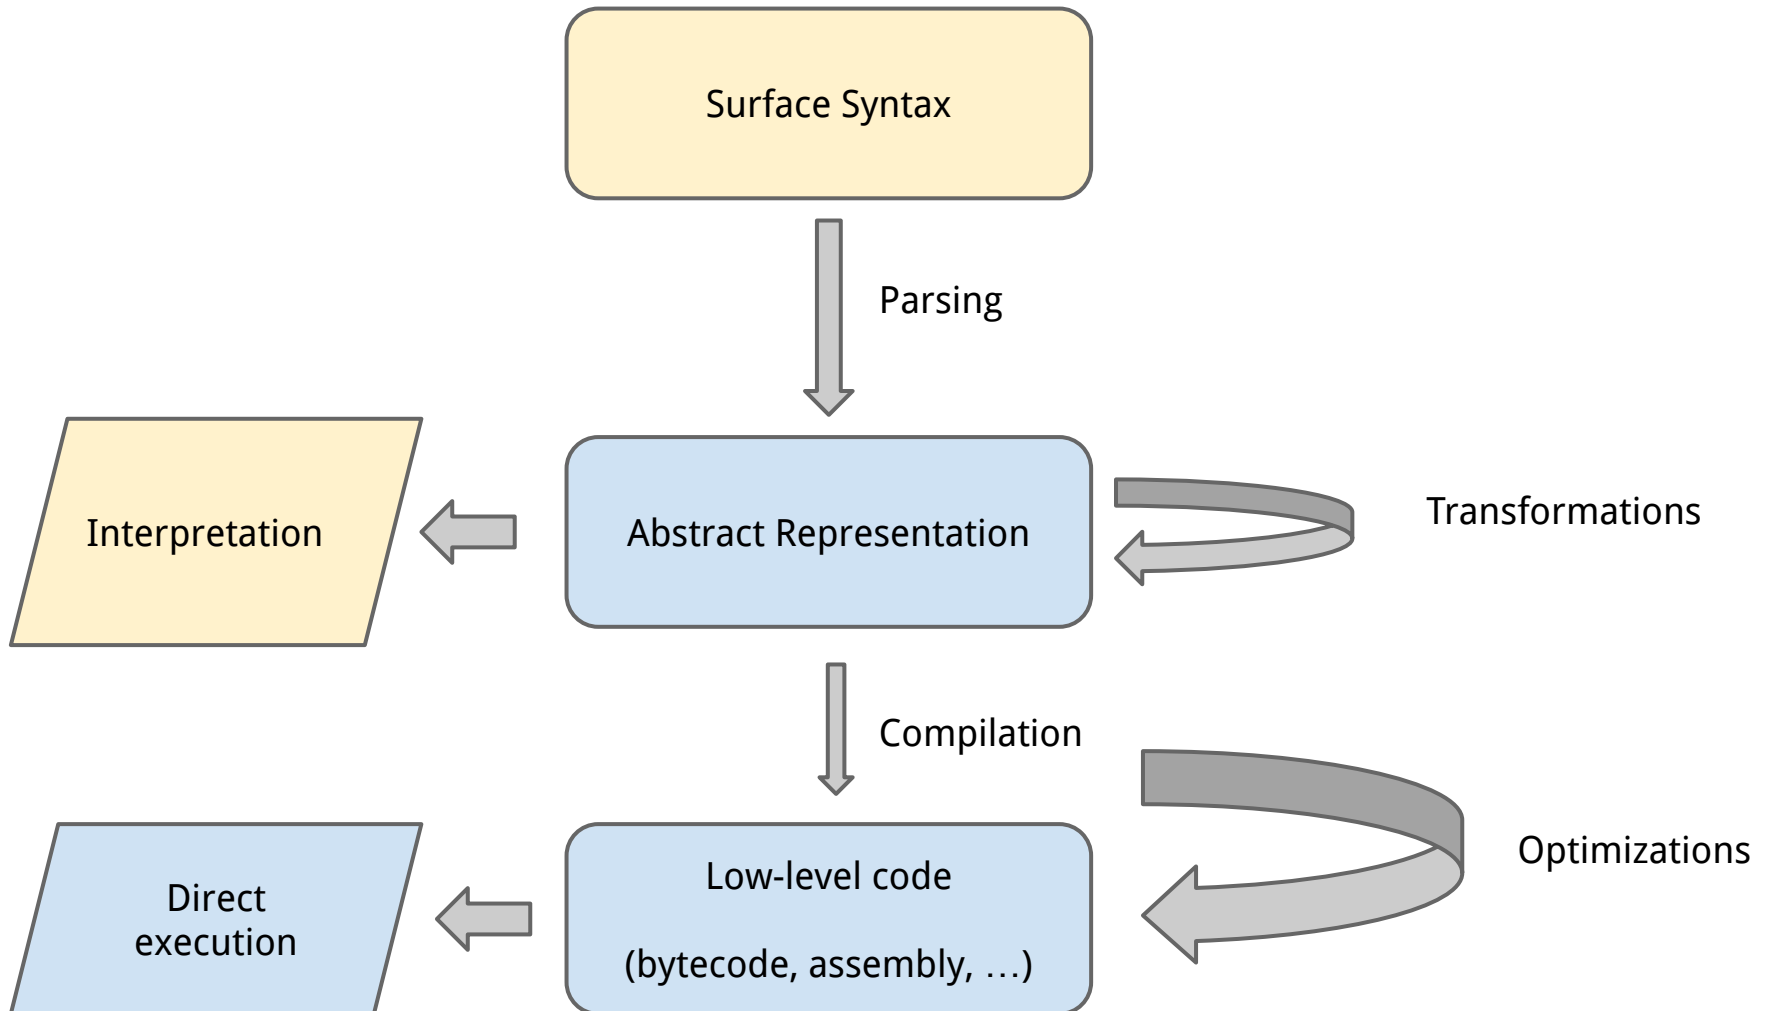 Surface Syntax
Parsing
Interpretation
Abstract Representation
Transformations
Compilation
Optimizations
Direct
execution
Low-level code
(bytecode, assembly, …)